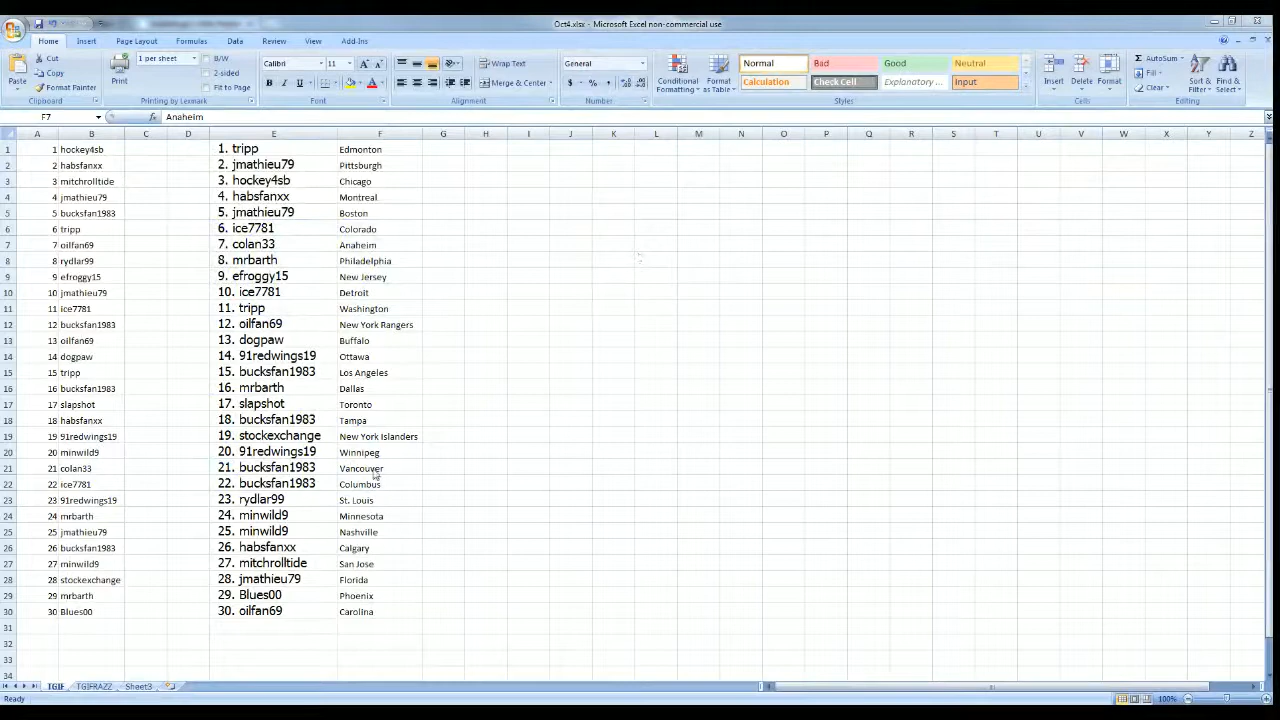 Oct4.xlsx - Microsoft Excel non-commercial use
Home Insert Page Layout Formulas Data Review View Add-Ins
Paste
Cut
Copy
Format Painter
Clipboard
1 per sheet
Print
B/W
2-sided
Fit to Page
Printing by Lexmark
Calibri 11
B U A
Font
Wrap Text
Merge & Center
Alignment
General
$ % ,
Number
Conditional Formatting
Format as Table
Normal Bad Good Neutral
Calculation Check Cell Explanatory ... Input
Styles
Insert Delete Format
Cells
Σ AutoSum
Fill
Clear
Sort & Filter
Find & Select
Editing
F7 fx Anaheim
A B C D E F G H I J K L M N O P Q R S T U V W X Y Z
1 1 hockey4sb 1. tripp Edmonton
2 2 habsfanxx 2. jmathieu79 Pittsburgh
3 3 mitchrolltide 3. hockey4sb Chicago
4 4 jmathieu79 4. habsfanxx Montreal
5 5 bucksfan1983 5. jmathieu79 Boston
6 6 tripp 6. ice7781 Colorado
7 7 oilfan69 7. colan33 Anaheim
8 8 rydlar99 8. mrbarth Philadelphia
9 9 efroggy15 9. efroggy15 New Jersey
10 10 jmathieu79 10. ice7781 Detroit
11 11 ice7781 11. tripp Washington
12 12 bucksfan1983 12. oilfan69 New York Rangers
13 13 oilfan69 13. dogpaw Buffalo
14 14 dogpaw 14. 91redwings19 Ottawa
15 15 tripp 15. bucksfan1983 Los Angeles
16 16 bucksfan1983 16. mrbarth Dallas
17 17 slapshot 17. slapshot Toronto
18 18 habsfanxx 18. bucksfan1983 Tampa
19 19 91redwings19 19. stockexchange New York Islanders
20 20 minwild9 20. 91redwings19 Winnipeg
21 21 colan33 21. bucksfan1983 Vancouver
22 22 ice7781 22. bucksfan1983 Columbus
23 23 91redwings19 23. rydlar99 St. Louis
24 24 mrbarth 24. minwild9 Minnesota
25 25 jmathieu79 25. minwild9 Nashville
26 26 bucksfan1983 26. habsfanxx Calgary
27 27 minwild9 27. mitchrolltide San Jose
28 28 stockexchange 28. jmathieu79 Florida
29 29 mrbarth 29. Blues00 Phoenix
30 30 Blues00 30. oilfan69 Carolina
31
32
33
34
TGIF TGIFRAZZ Sheet3
Ready 100%